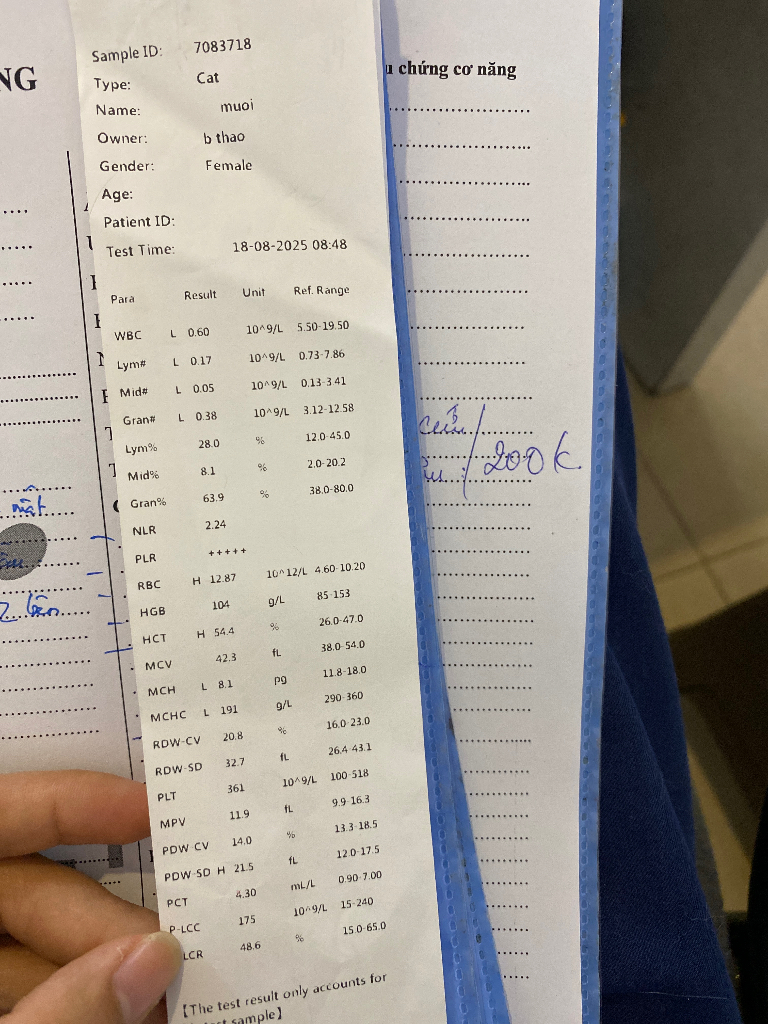 NG
chứng cơ năng
Sample ID: 7083718
Type: Cat
Name: muoi
Owner: b thao
Gender: Female
Age:
Patient ID:
Test Time: 18-08-2025 08:48
Para Result Unit Ref. Range
WBC L 0.60 10^9/L 5.50-19.50
Lym# L 0.17 10^9/L 0.73-7.86
Mid# L 0.05 10^9/L 0.13-3.41
Gran# L 0.38 10^9/L 3.12-12.58
Lym% 28.0 % 12.0-45.0
Mid% 8.1 % 2.0-20.2
Gran% 63.9 % 38.0-80.0
NLR 2.24
PLR +++++
RBC H 12.87 10^12/L 4.60-10.20
HGB 104 g/L 85-153
HCT H 54.4 % 26.0-47.0
MCV 42.3 fL 38.0-54.0
MCH L 8.1 pg 11.8-18.0
MCHC L 191 g/L 290-360
RDW-CV 20.8 % 16.0-23.0
RDW-SD 32.7 fL 26.4-43.1
PLT 361 10^9/L 100-518
MPV 11.9 fL 9.9-16.3
PDW-CV 14.0 % 13.3-18.5
PDW-SD H 21.5 fL 12.0-17.5
PCT 4.30 mL/L 0.90-7.00
P-LCC 175 10^9/L 15-240
LCR 48.6 % 15.0-65.0
【The test result only accounts for
sample】
200k
2 lần